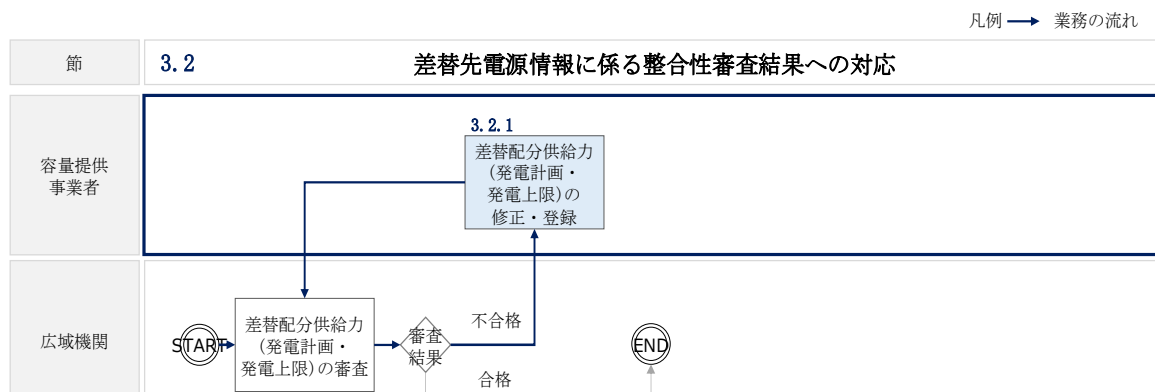 凡例 業務の流れ
節
3.2 差替先電源情報に係る整合性審査結果への対応
容量提供
事業者
3.2.1
差替配分供給力
(発電計画・
発電上限)の
修正・登録
広域機関
START
差替配分供給力
(発電計画・
発電上限)の審査
審査
結果
不合格
合格
END